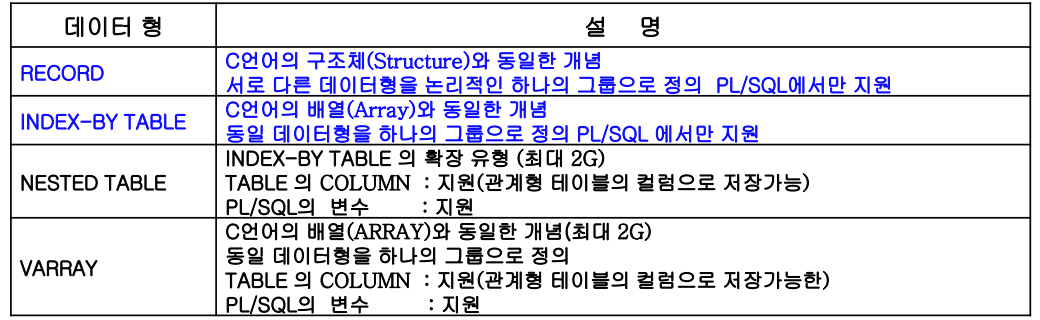 데이터 형
설 명
RECORD
C언어의 구조체(Structure)와 동일한 개념
서로 다른 데이터형을 논리적인 하나의 그룹으로 정의 PL/SQL에서만 지원
INDEX-BY TABLE
C언어의 배열(Array)와 동일한 개념
동일 데이터형을 하나의 그룹으로 정의 PL/SQL 에서만 지원
NESTED TABLE
INDEX-BY TABLE 의 확장 유형 (최대 2G)
TABLE 의 COLUMN : 지원(관계형 테이블의 컬럼으로 저장가능)
PL/SQL의 변수 : 지원
VARRAY
C언어의 배열(ARRAY)와 동일한 개념(최대 2G)
동일 데이터형을 하나의 그룹으로 정의
TABLE 의 COLUMN : 지원(관계형 테이블의 컬럼으로 저장가능한)
PL/SQL의 변수 : 지원